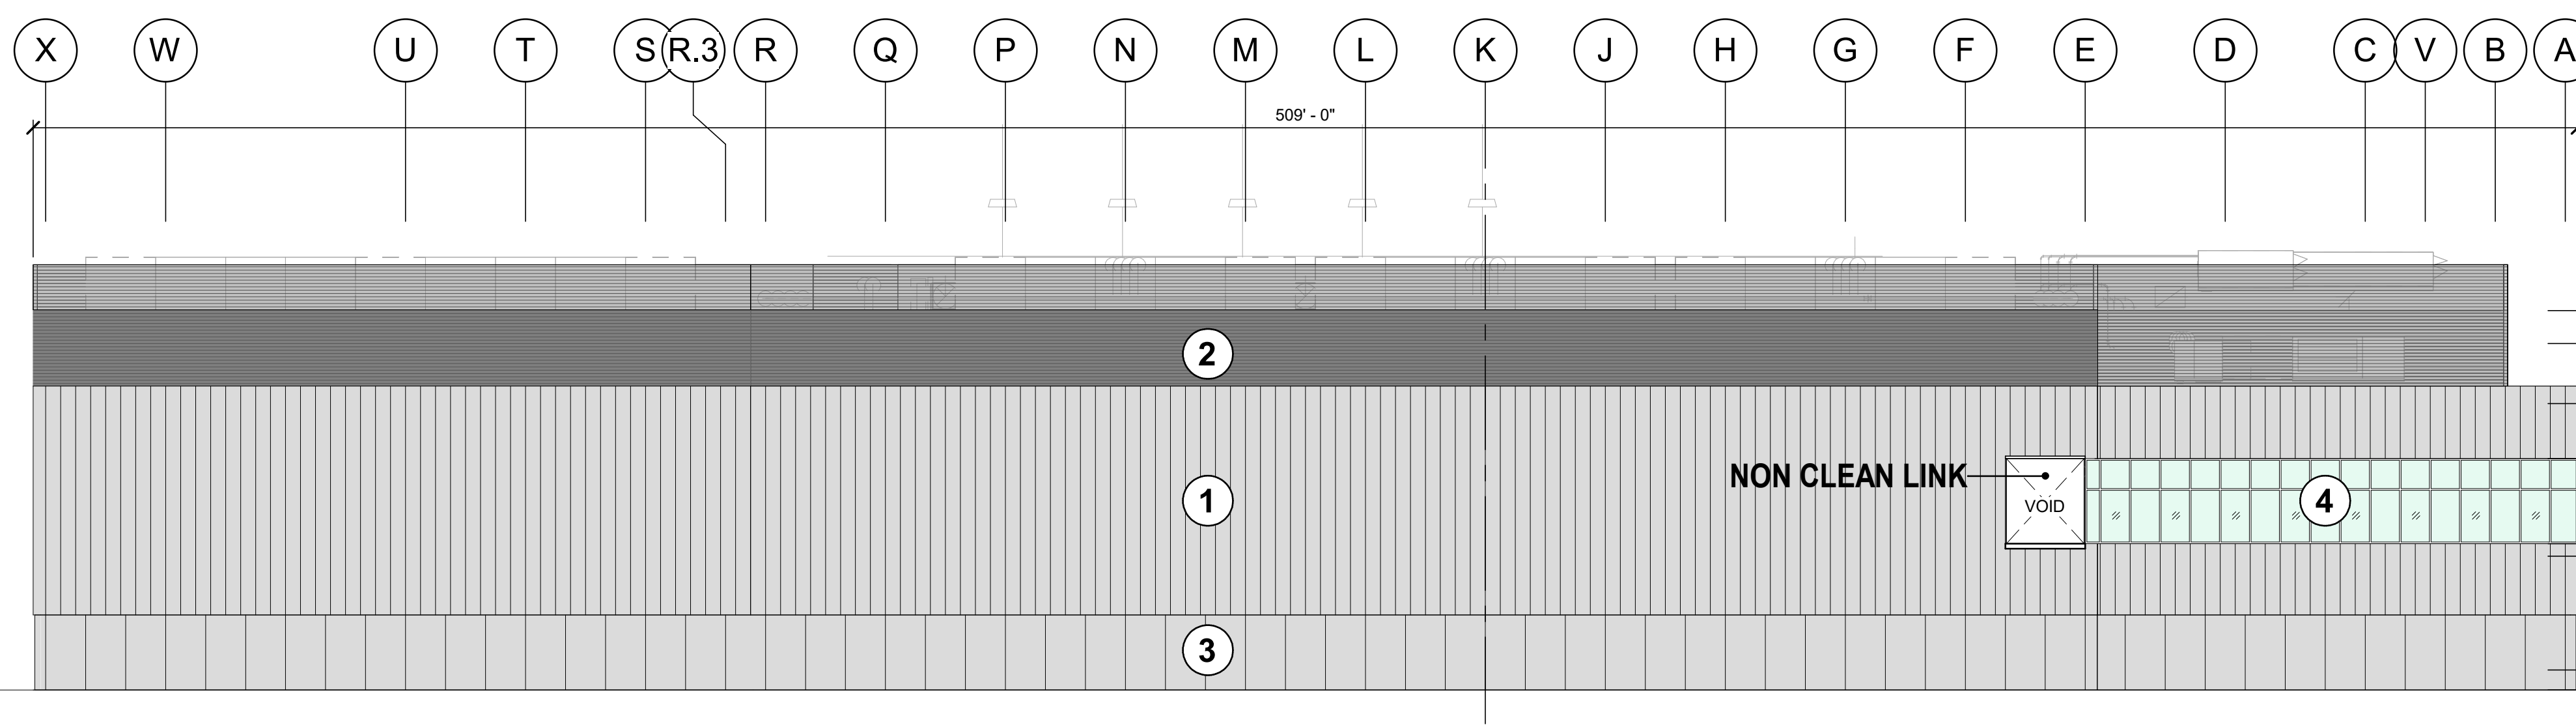 X W U T S R.3 R Q P N M L K J H G F E D C V B A
509' - 0"
2
NON CLEAN LINK
1
4
VOID
3